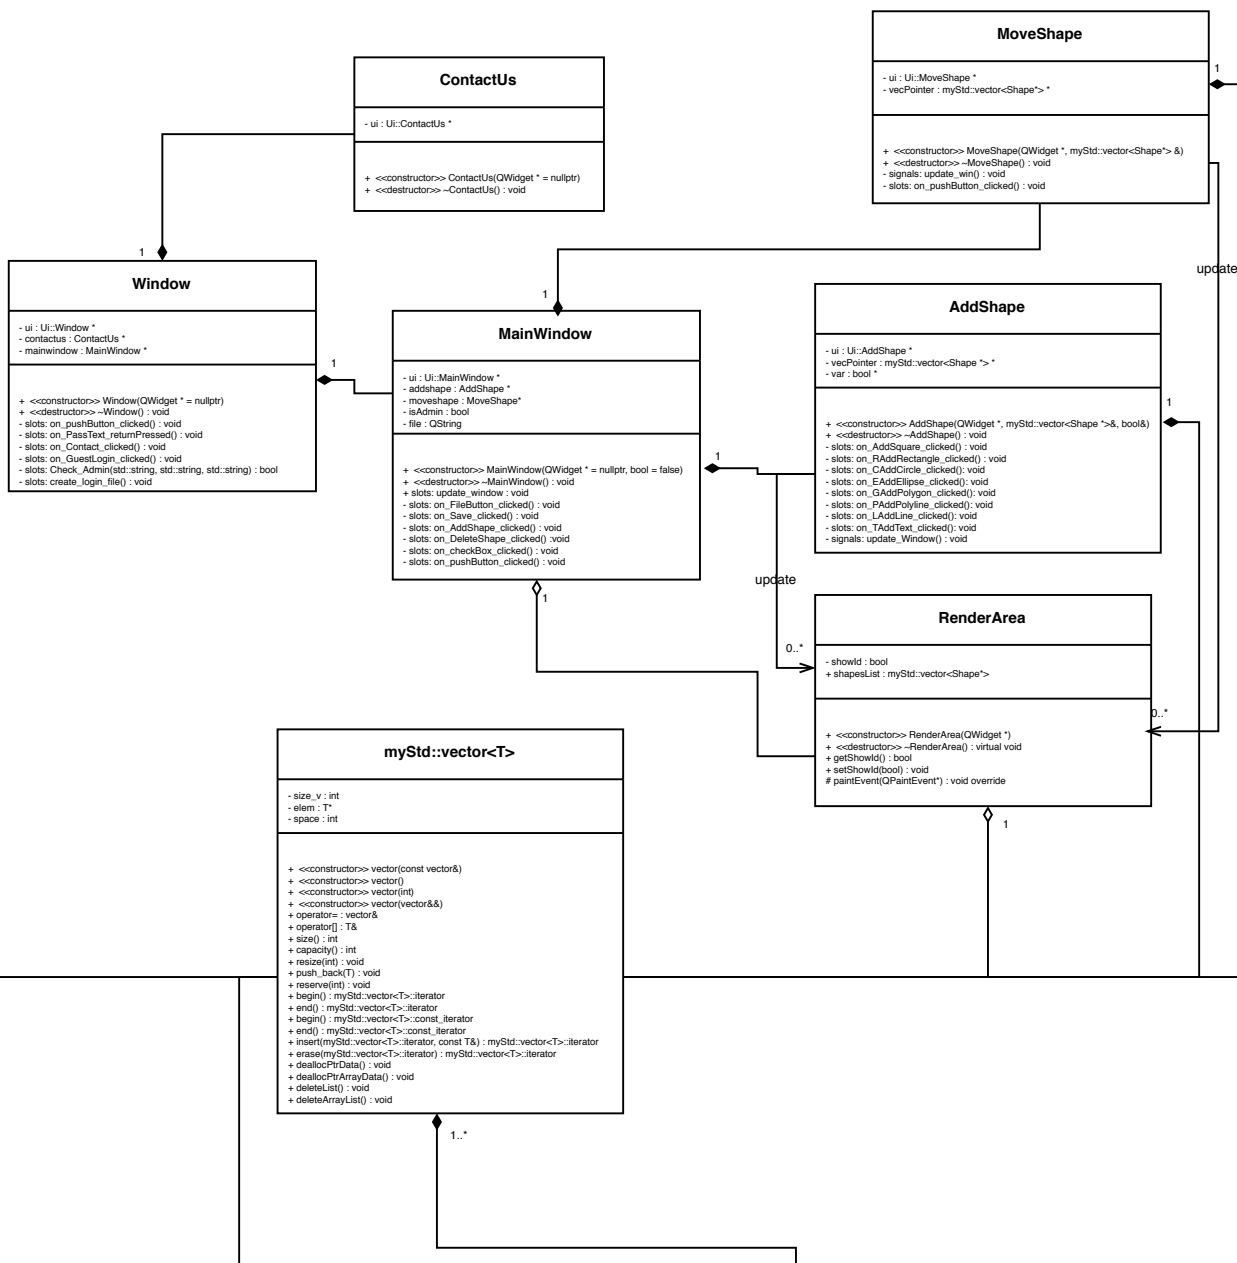 MoveShape
- ui : Ui::MoveShape *
- vecPointer : myStd::vector<Shape*> *
+ <<constructor>> MoveShape(QWidget *, myStd::vector<Shape*> &)
+ <<destructor>> ~MoveShape() : void
- signals: update_win() : void
- slots: on_pushButton_clicked() : void
1
update
ContactUs
- ui : Ui::ContactUs *
+ <<constructor>> ContactUs(QWidget * = nullptr)
+ <<destructor>> ~ContactUs() : void
1
Window
- ui : Ui::Window *
- contactus : ContactUs *
- mainwindow : MainWindow *
+ <<constructor>> Window(QWidget * = nullptr)
+ <<destructor>> ~Window() : void
- slots: on_pushButton_clicked() : void
- slots: on_PassText_returnPressed() : void
- slots: on_Contact_clicked() : void
- slots: on_GuestLogin_clicked() : void
- slots: Check_Admin(std::string, std::string, std::string) : bool
- slots: create_login_file() : void
1
1
MainWindow
- ui : Ui::MainWindow *
- addshape : AddShape *
- moveshape : MoveShape*
- isAdmin : bool
- file : QString
+ <<constructor>> MainWindow(QWidget * = nullptr, bool = false)
+ <<destructor>> ~MainWindow() : void
+ slots: update_window : void
- slots: on_FileButton_clicked() : void
- slots: on_Save_clicked() : void
- slots: on_AddShape_clicked() : void
- slots: on_DeleteShape_clicked() :void
- slots: on_checkBox_clicked() : void
- slots: on_pushButton_clicked() : void
1
1
update
0..*
AddShape
- ui : Ui::AddShape *
- vecPointer : myStd::vector<Shape *> *
- var : bool *
+ <<constructor>> AddShape(QWidget *, myStd::vector<Shape *>&, bool&)
+ <<destructor>> ~AddShape() : void
- slots: on_AddSquare_clicked() : void
- slots: on_RAddRectangle_clicked() : void
- slots: on_CAddCircle_clicked(): void
- slots: on_EAddEllipse_clicked() : void
- slots: on_GAddPolygon_clicked() : void
- slots: on_PAddPolyline_clicked() : void
- slots: on_LAddLine_clicked() : void
- slots: on_TAddText_clicked() : void
- signals: update_Window() : void
1
RenderArea
- showId : bool
+ shapesList : myStd::vector<Shape*>
+ <<constructor>> RenderArea(QWidget *)
+ <<destructor>> ~RenderArea() : virtual void
+ getShowId() : bool
+ setShowId(bool) : void
# paintEvent(QPaintEvent*) : void override
0..*
1
myStd::vector<T>
- size_v : int
- elem : T*
- space : int
+ <<constructor>> vector(const vector&)
+ <<constructor>> vector()
+ <<constructor>> vector(int)
+ <<constructor>> vector(vector&&)
+ operator= : vector&
+ operator[] : T&
+ size() : int
+ capacity() : int
+ resize(int) : void
+ push_back(T) : void
+ reserve(int) : void
+ begin() : myStd::vector<T>::iterator
+ end() : myStd::vector<T>::iterator
+ begin() : myStd::vector<T>::const_iterator
+ end() : myStd::vector<T>::const_iterator
+ insert(myStd::vector<T>::iterator, const T&) : myStd::vector<T>::iterator
+ erase(myStd::vector<T>::iterator) : myStd::vector<T>::iterator
+ deallocPtrData() : void
+ deallocPtrArrayData() : void
+ deleteList() : void
+ deleteArrayList() : void
1..*